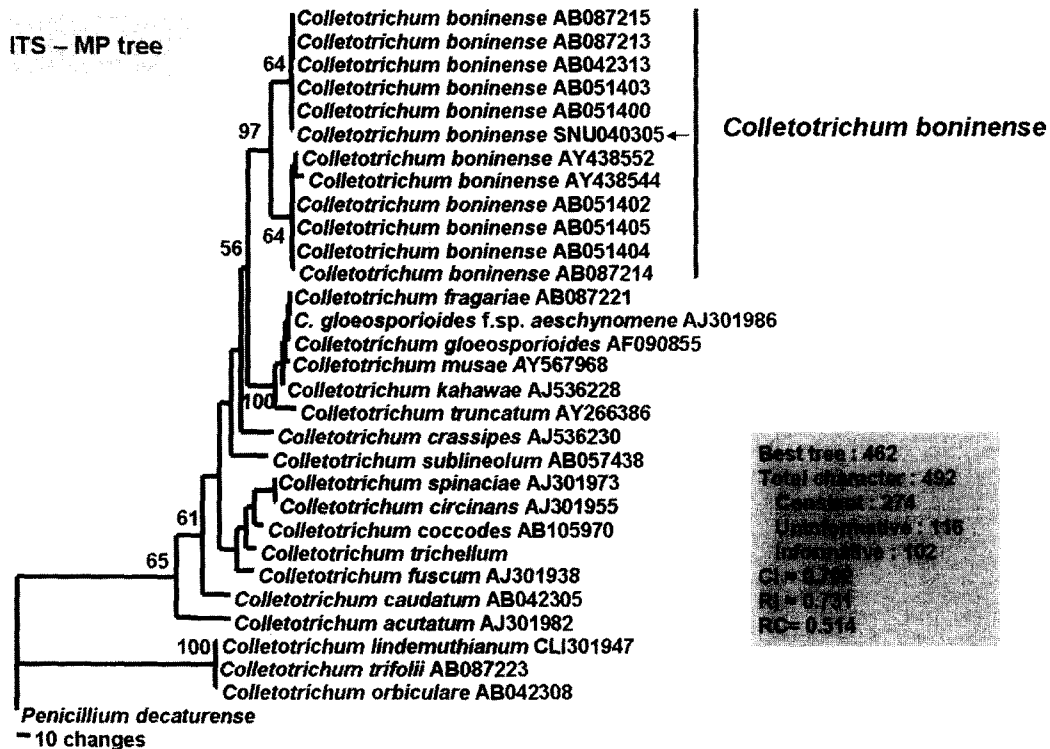 ITS – MP tree
Colletotrichum boninense AB087215
Colletotrichum boninense AB087213
Colletotrichum boninense AB042313
64
Colletotrichum boninense AB051403
Colletotrichum boninense AB051400
Colletotrichum boninense SNU040305
Colletotrichum boninense
97
Colletotrichum boninense AY438552
Colletotrichum boninense AY438544
Colletotrichum boninense AB051402
Colletotrichum boninense AB051405
64
Colletotrichum boninense AB051404
56
Colletotrichum boninense AB087214
Colletotrichum fragariae AB087221
C. gloeosporioides f.sp. aeschynomene AJ301986
Colletotrichum gloeosporioides AF090855
Colletotrichum musae AY567968
Colletotrichum kahawae AJ536228
100
Colletotrichum truncatum AY266386
Colletotrichum crassipes AJ536230
Colletotrichum sublineolum AB057438
Colletotrichum spinaciae AJ301973
Colletotrichum circinans AJ301955
61
Colletotrichum coccodes AB105970
Colletotrichum trichellum
65
Colletotrichum fuscum AJ301938
Colletotrichum caudatum AB042305
Colletotrichum acutatum AJ301982
100
Colletotrichum lindemuthianum CLI301947
Colletotrichum trifolii AB087223
Colletotrichum orbiculare AB042308
Penicillium decaturense
10 changes
Best tree : 462
Total character : 492
Constant : 274
Uninformative : 116
Informative : 102
CI =
RI = 0.731
RC= 0.514